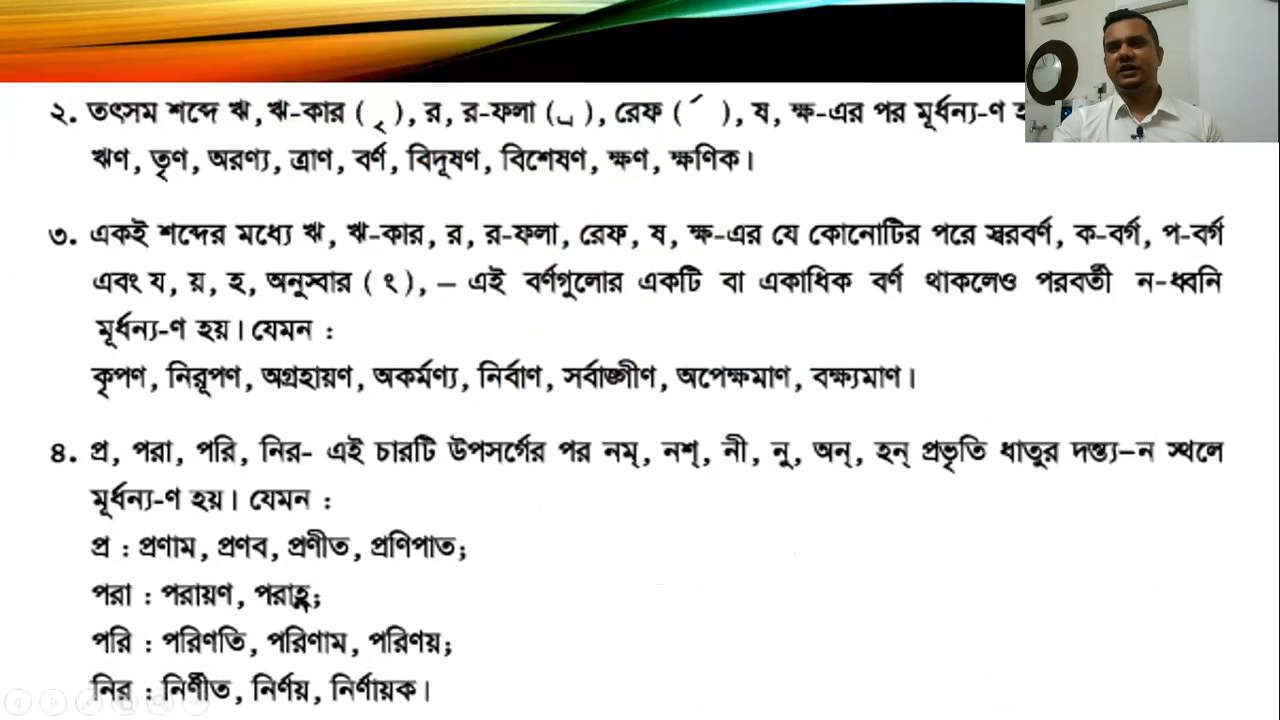 ২. তৎসম শব্দে ঋ, ঋ-কার ( ৃ ), র, র-ফলা ( ্র ), রেফ ( র্ ), ষ, ক্ষ-এর পর মূর্ধন্য-ণ
ঋণ, তৃণ, অরণ্য, ত্রাণ, বর্ণ, বিদূষণ, বিশেষণ, ক্ষণ, ক্ষণিক।
৩. একই শব্দের মধ্যে ঋ, ঋ-কার, র, র-ফলা, রেফ, ষ, ক্ষ-এর যে কোনোটির পরে স্বরবর্ণ, ক-বর্গ, প-বর্গ
এবং য, য়, হ, অনুস্বার ( ং ), – এই বর্ণগুলোর একটি বা একাধিক বর্ণ থাকলেও পরবর্তী ন-ধ্বনি
মূর্ধন্য-ণ হয়। যেমন :
কৃপণ, নিরূপণ, অগ্রহায়ণ, অকর্মণ্য, নির্বাণ, সর্বাঙ্গীণ, অপেক্ষমাণ, বক্ষ্যমাণ।
৪. প্র, পরা, পরি, নির- এই চারটি উপসর্গের পর নম্, নশ্, নী, নু, অন্, হন্ প্রভৃতি ধাতুর দন্ত্য–ন স্থলে
মূর্ধন্য-ণ হয়। যেমন :
প্র : প্রণাম, প্রণব, প্রণীত, প্রণিপাত;
পরা : পরায়ণ, পরাহ্ণ;
পরি : পরিণতি, পরিণাম, পরিণয়;
নির : নির্ণীত, নির্ণয়, নির্ণায়ক।